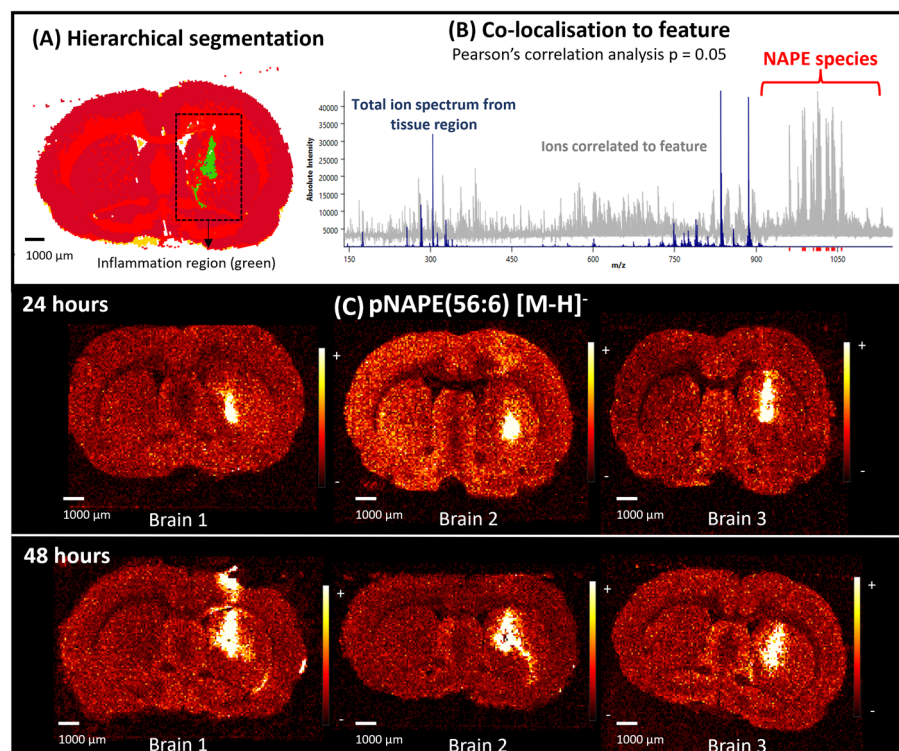 (A) Hierarchical segmentation
1000 µm
Inflammation region (green)
(B) Co-localisation to feature
Pearson's correlation analysis p = 0.05
NAPE species
Total ion spectrum from
tissue region
Ions correlated to feature
Absolute Intensity
40000
35000
30000
25000
20000
15000
10000
5000
150
300
450
600
750
900
1050
m/z
24 hours
(C) pNAPE(56:6) [M-H]-
+
-
1000 µm
Brain 1
+
-
1000 µm
Brain 2
+
-
1000 µm
Brain 3
48 hours
+
-
1000 µm
Brain 1
+
-
1000 µm
Brain 2
+
-
1000 µm
Brain 3